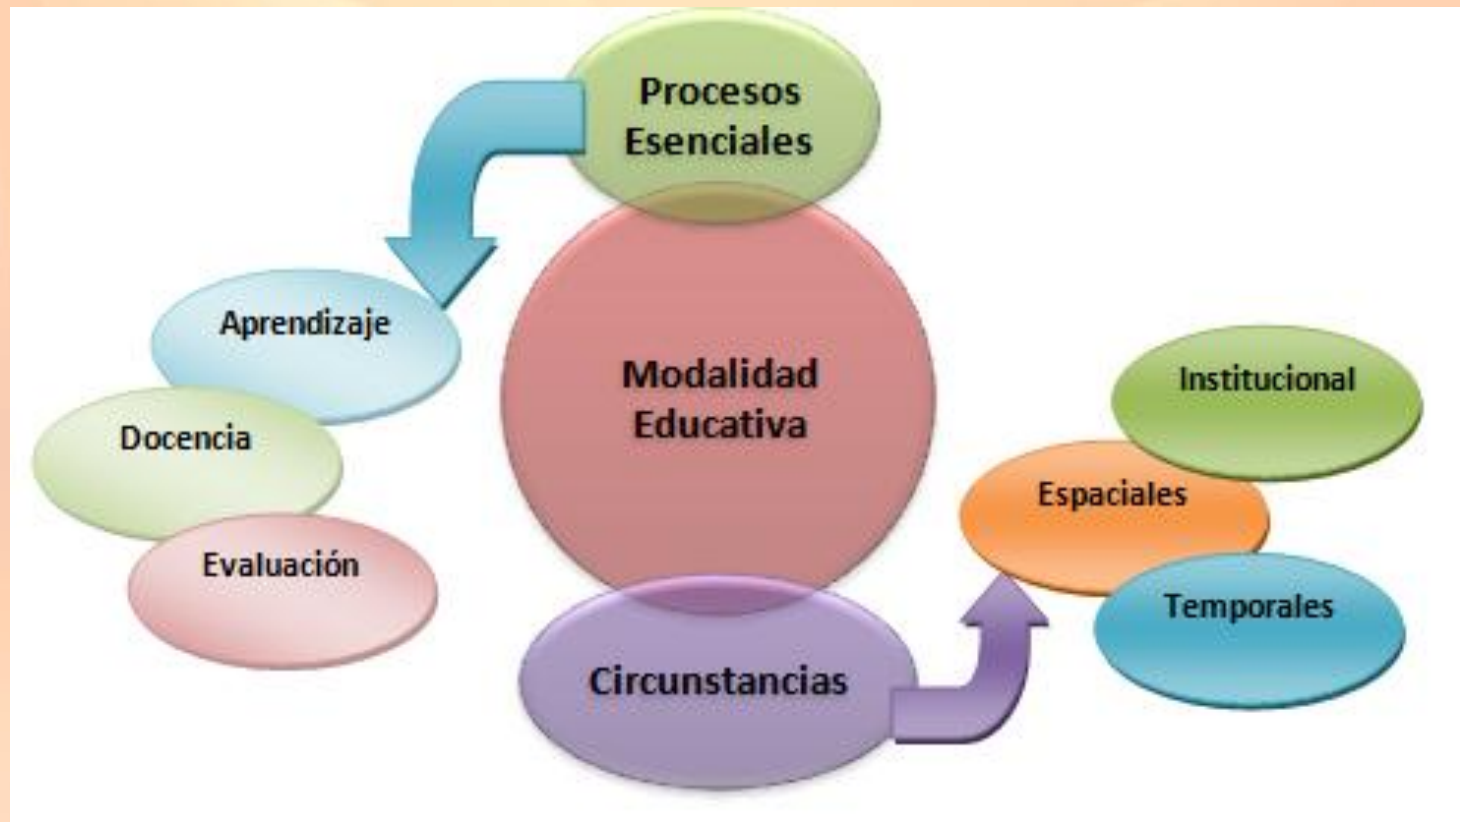 Procesos
Esenciales
Aprendizaje
Docencia
Evaluación
Modalidad
Educativa
Institucional
Espaciales
Temporales
Circunstancias